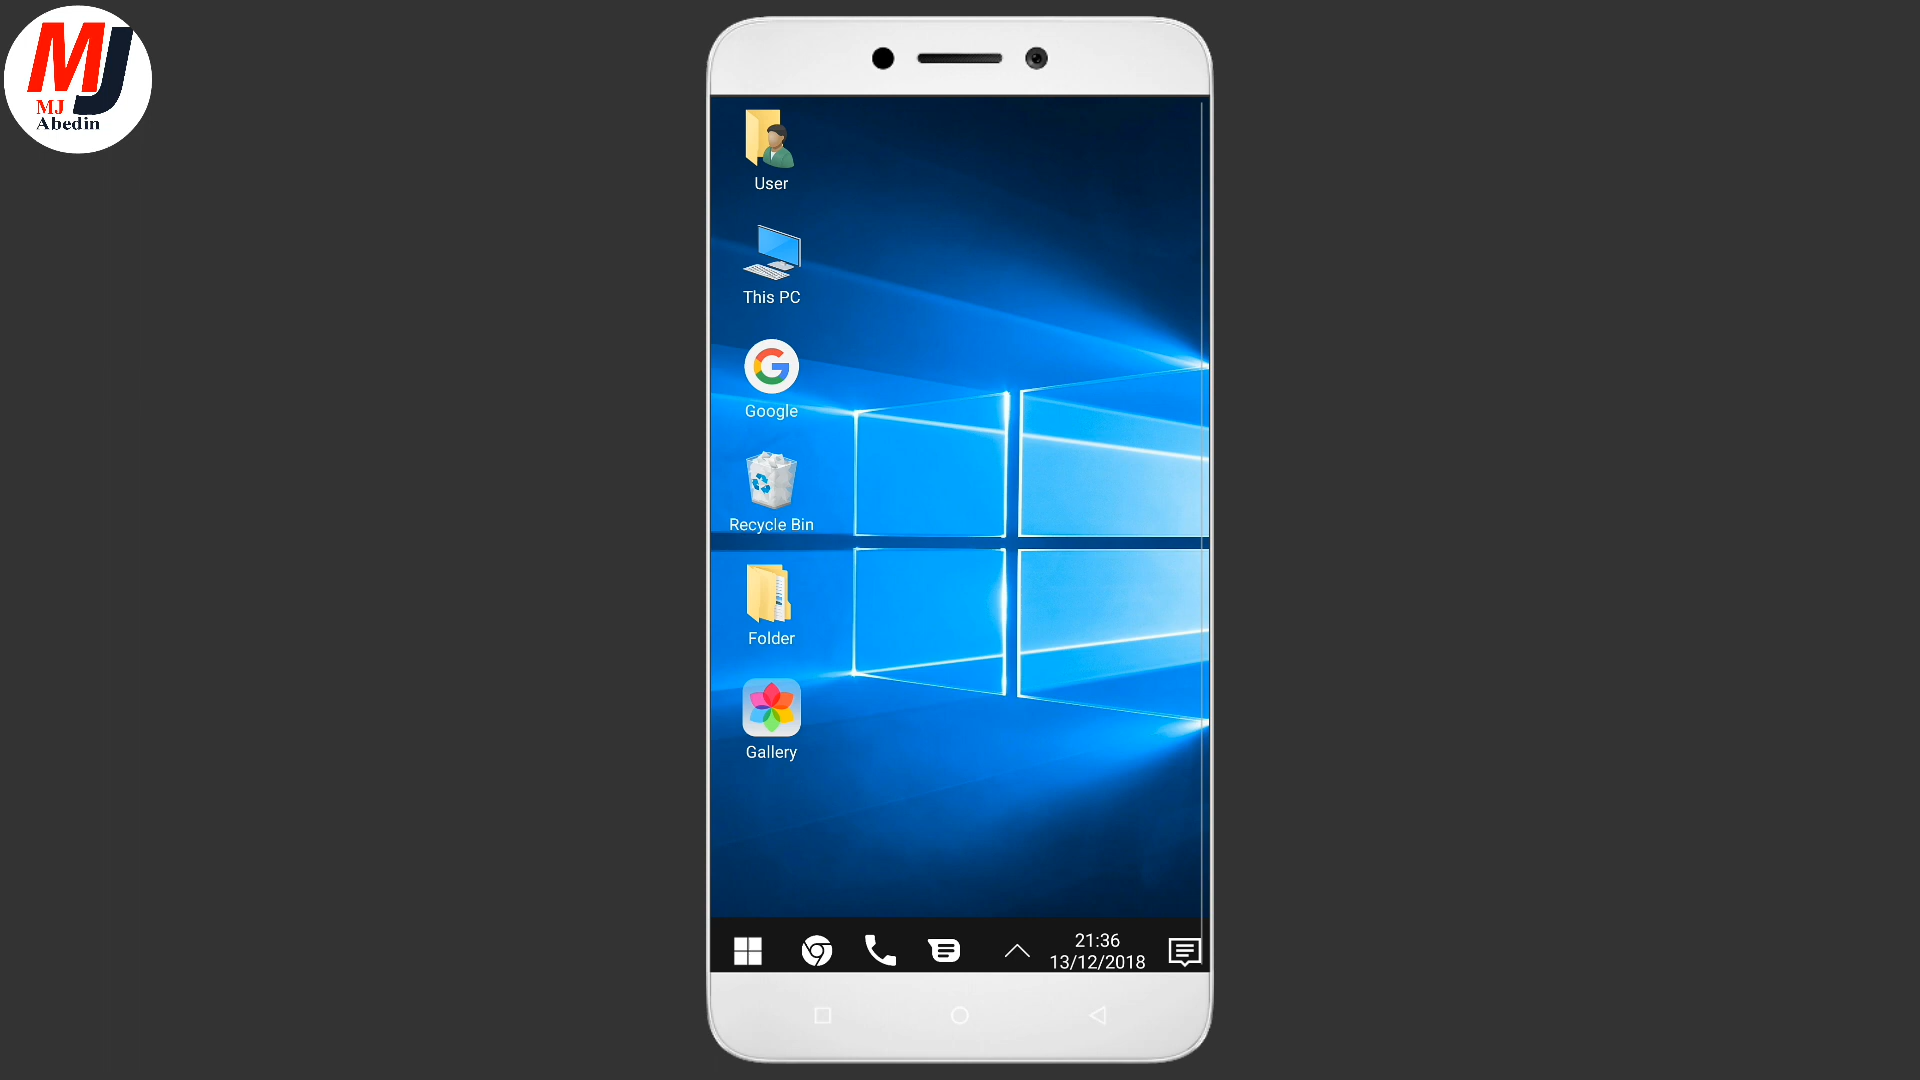 MJ
MJ
Abedin
User
This PC
Google
Recycle Bin
Folder
Gallery
21:36
13/12/2018